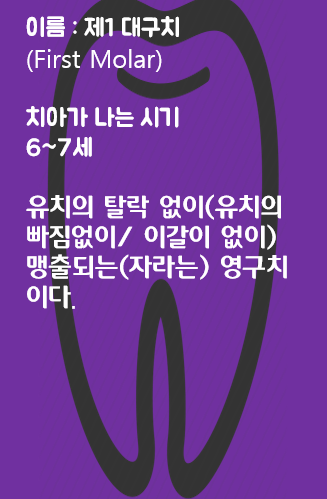 이름 : 제1 대구치
(First Molar)
치아가 나는 시기
6~7세
유치의 탈락 없이(유치의
빠짐없이/ 이갈이 없이)
맹출되는(자라는) 영구치
이다.